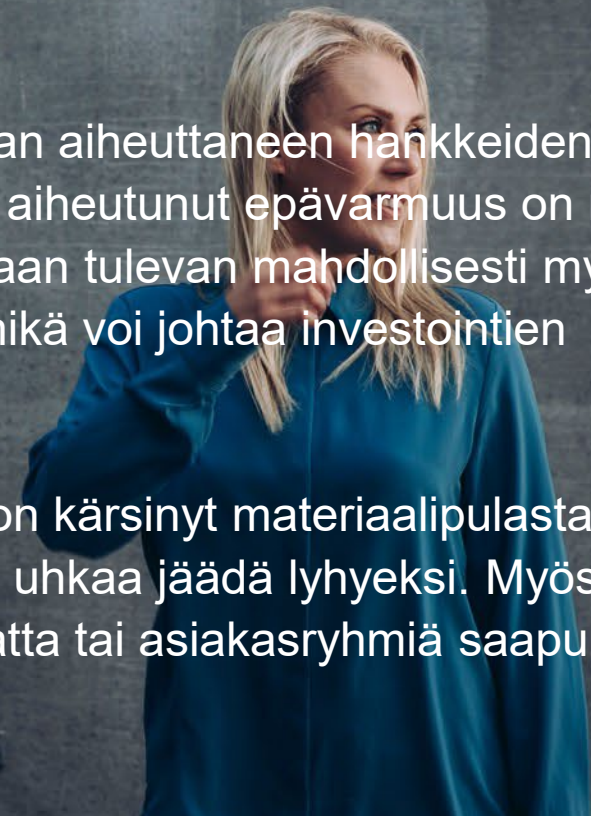 an aiheuttaneen hankkeiden
aiheutunut epävarmuus on
aan tulevan mahdollisesti my
ikä voi johtaa investointien
on kärsinyt materiaalipulasta
uhkaa jäädä lyhyeksi. Myös
atta tai asiakasryhmiä saapu